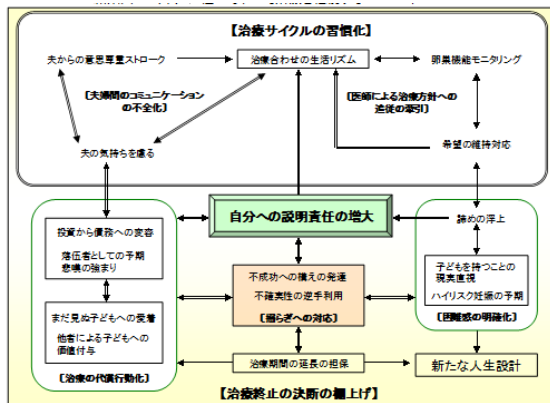 【治療サイクルの習慣化】
夫からの意思尊重ストローク
治療合わせの生活リズム
卵巣機能モニタリング
〔夫婦間のコミュニケーション
の不全化〕
〔医師による治療方針への
追従の牽引〕
夫の気持ちを慮る
希望の維持対応
自分への説明責任の増大
諦めの浮上
投資から債務への変容
落伍者としての予期
悲嘆の強まり
不成功への構えの発達
不確実性の逆手利用
〔揺らぎへの対応〕
子どもを持つことの
現実直視
ハイリスク妊娠の予期
〔困難感の明確化〕
まだ見ぬ子どもへの愛着
他者による子どもへの
価値付与
〔治療の代償行動化〕
治療期間の延長の担保
新たな人生設計
【治療終止の決断の棚上げ】